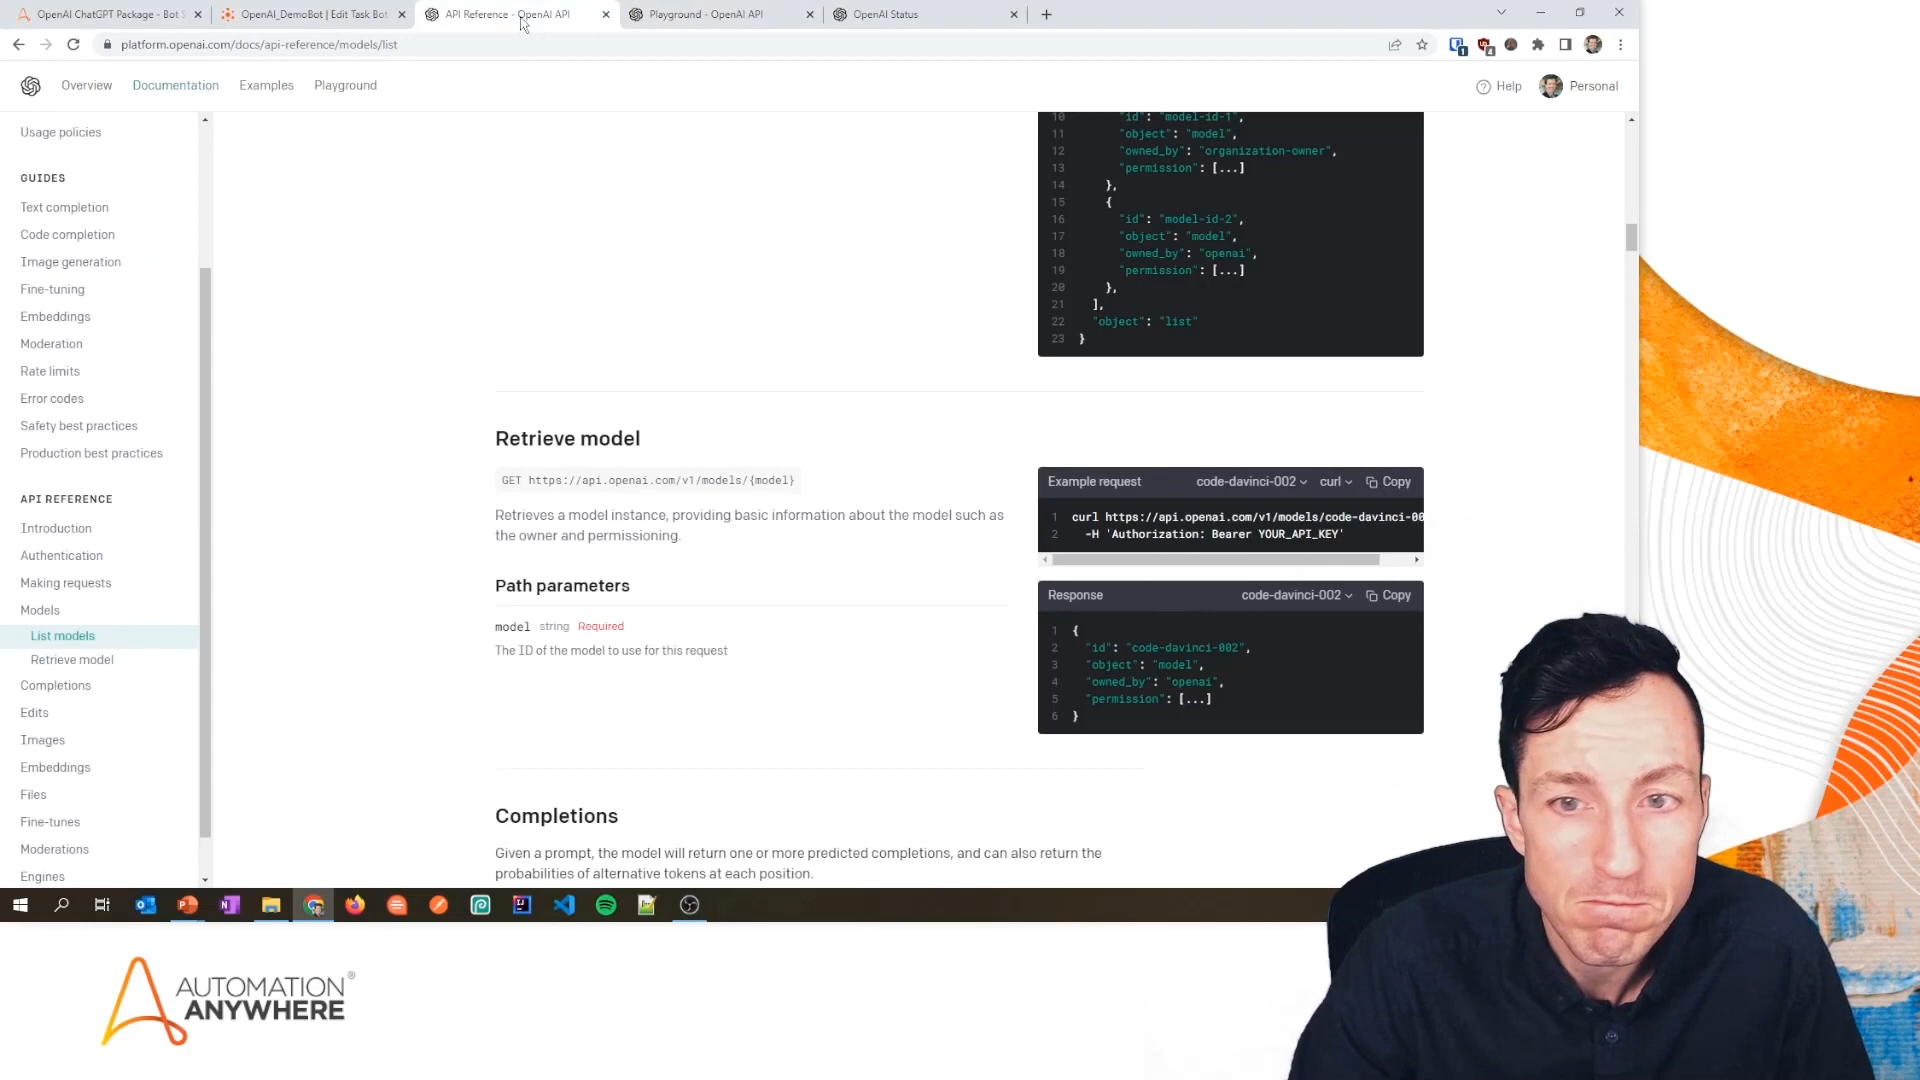 OpenAI ChatGPT Package - Bot S
OpenAI_DemoBot | Edit Task Bot
API Reference - OpenAI API
Playground - OpenAI API
OpenAI Status
platform.openai.com/docs/api-reference/models/list
Overview
Documentation
Examples
Playground
Help
Personal
Usage policies
GUIDES
Text completion
Code completion
Image generation
Fine-tuning
Embeddings
Moderation
Rate limits
Error codes
Safety best practices
Production best practices
API REFERENCE
Introduction
Authentication
Making requests
Models
List models
Retrieve model
Completions
Edits
Images
Embeddings
Files
Fine-tunes
Moderations
Engines
10 "id": "model-id-1",
11 "object": "model",
12 "owned_by": "organization-owner",
13 "permission": [...]
14 },
15 {
16 "id": "model-id-2",
17 "object": "model",
18 "owned_by": "openai",
19 "permission": [...]
20 },
21 ],
22 "object": "list"
23 }
Retrieve model
GET https://api.openai.com/v1/models/{model}
Retrieves a model instance, providing basic information about the model such as
the owner and permissioning.
Path parameters
model string Required
The ID of the model to use for this request
Example request code-davinci-002 curl Copy
1 curl https://api.openai.com/v1/models/code-davinci-00
2 -H 'Authorization: Bearer YOUR_API_KEY'
Response code-davinci-002 Copy
1 {
2 "id": "code-davinci-002",
3 "object": "model",
4 "owned_by": "openai",
5 "permission": [...]
6 }
Completions
Given a prompt, the model will return one or more predicted completions, and can also return the
probabilities of alternative tokens at each position.
AUTOMATION®
ANYWHERE